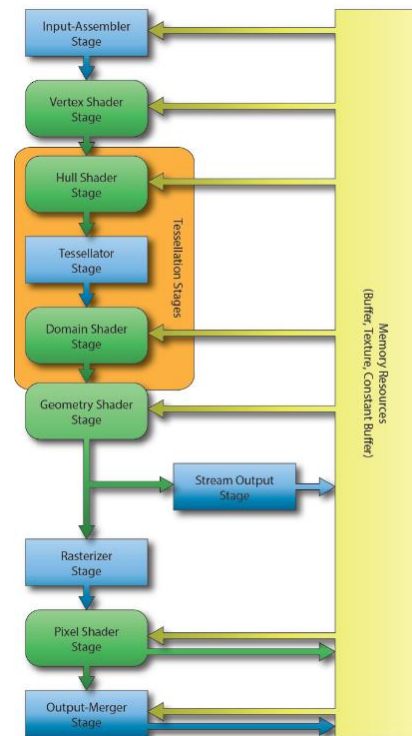 Input-Assembler
Stage
Vertex Shader
Stage
Hull Shader
Stage
Tessellator
Stage
Domain Shader
Stage
Tessellation Stages
Geometry Shader
Stage
Stream Output
Stage
Rasterizer
Stage
Pixel Shader
Stage
Output-Merger
Stage
Memory Resources
(Buffer, Texture, Constant Buffer)